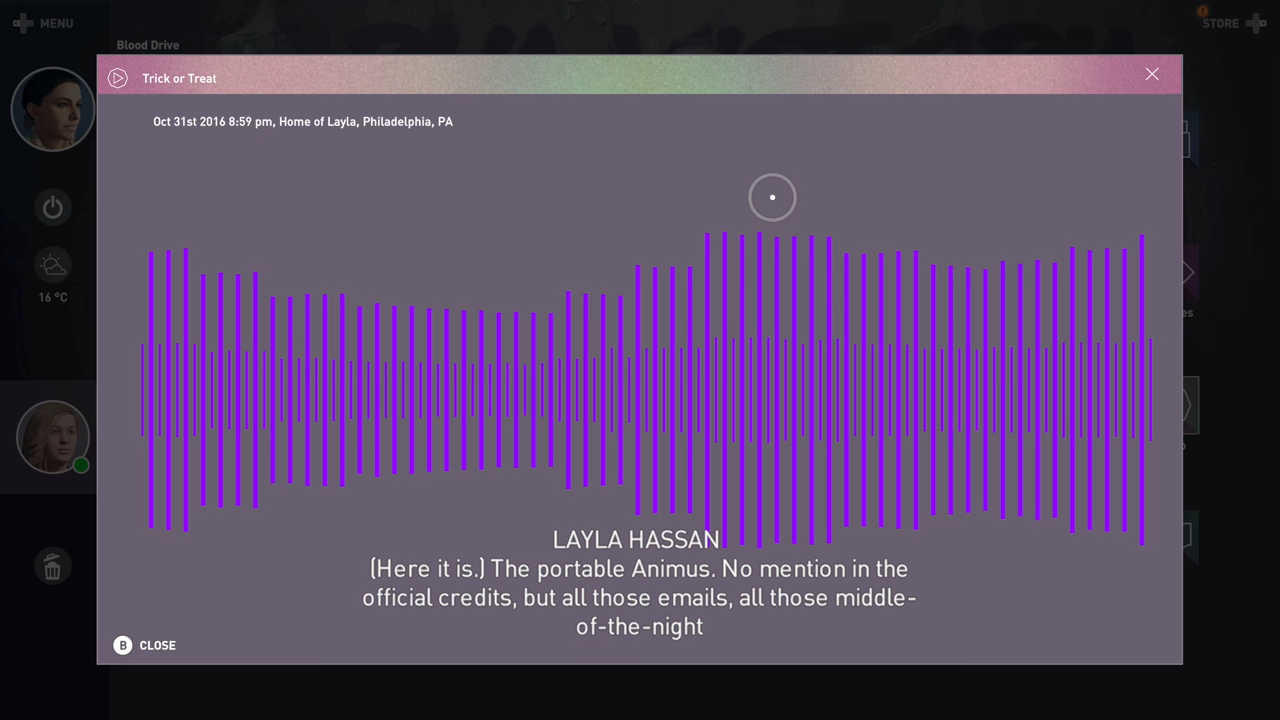 MENU
STORE
Blood Drive
Trick or Treat
Oct 31st 2016 8:59 pm, Home of Layla, Philadelphia, PA
16 °C
es
LAYLA HASSAN
(Here it is.) The portable Animus. No mention in the
official credits, but all those emails, all those middle-
of-the-night
B CLOSE